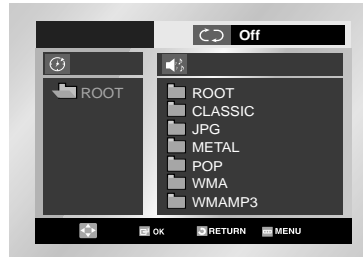 Off
ROOT
ROOT
CLASSIC
JPG
METAL
POP
WMA
WMAMP3
OK RETURN MENU